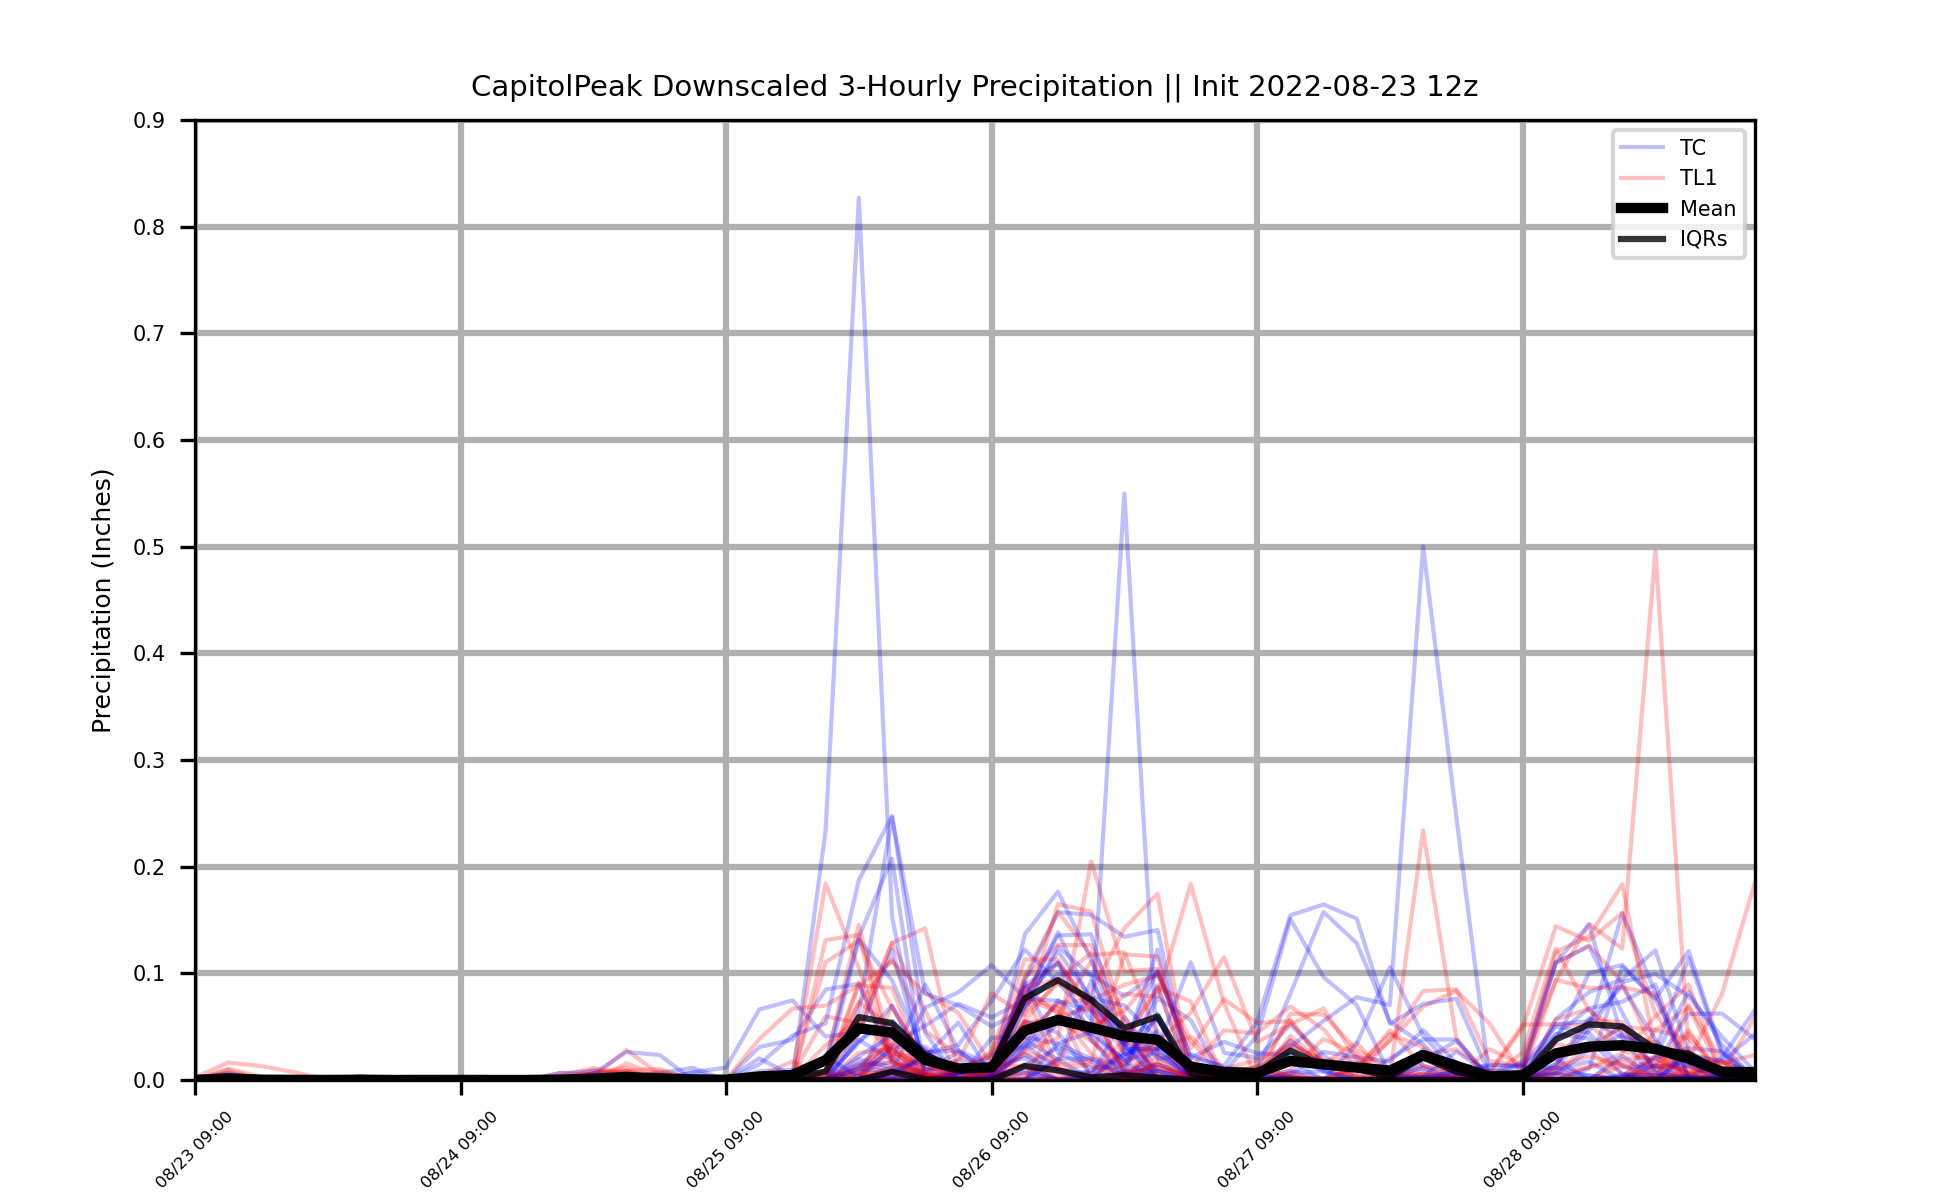 CapitolPeak Downscaled 3-Hourly Precipitation || Init 2022-08-23 12z
0.9
0.8
0.7
0.6
0.5
0.4
0.3
0.2
0.1
0.0
Precipitation (Inches)
TC
TL1
Mean
IQRs
08/23 09:00
08/24 09:00
08/25 09:00
08/26 09:00
08/27 09:00
08/28 09:00